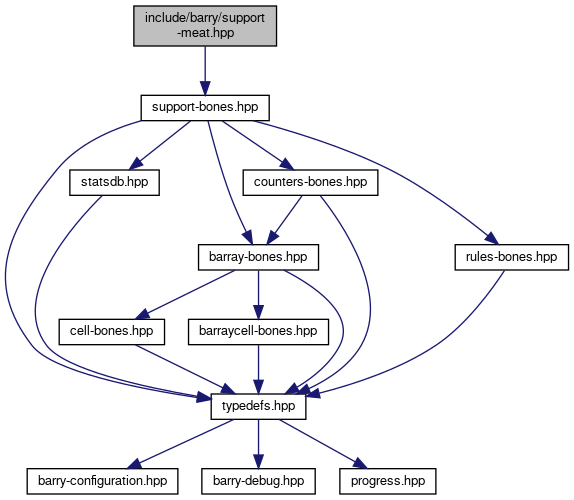 include/barry/support
-meat.hpp
support-bones.hpp
statsdb.hpp
counters-bones.hpp
barray-bones.hpp
rules-bones.hpp
cell-bones.hpp
barraycell-bones.hpp
typedefs.hpp
barry-configuration.hpp
barry-debug.hpp
progress.hpp